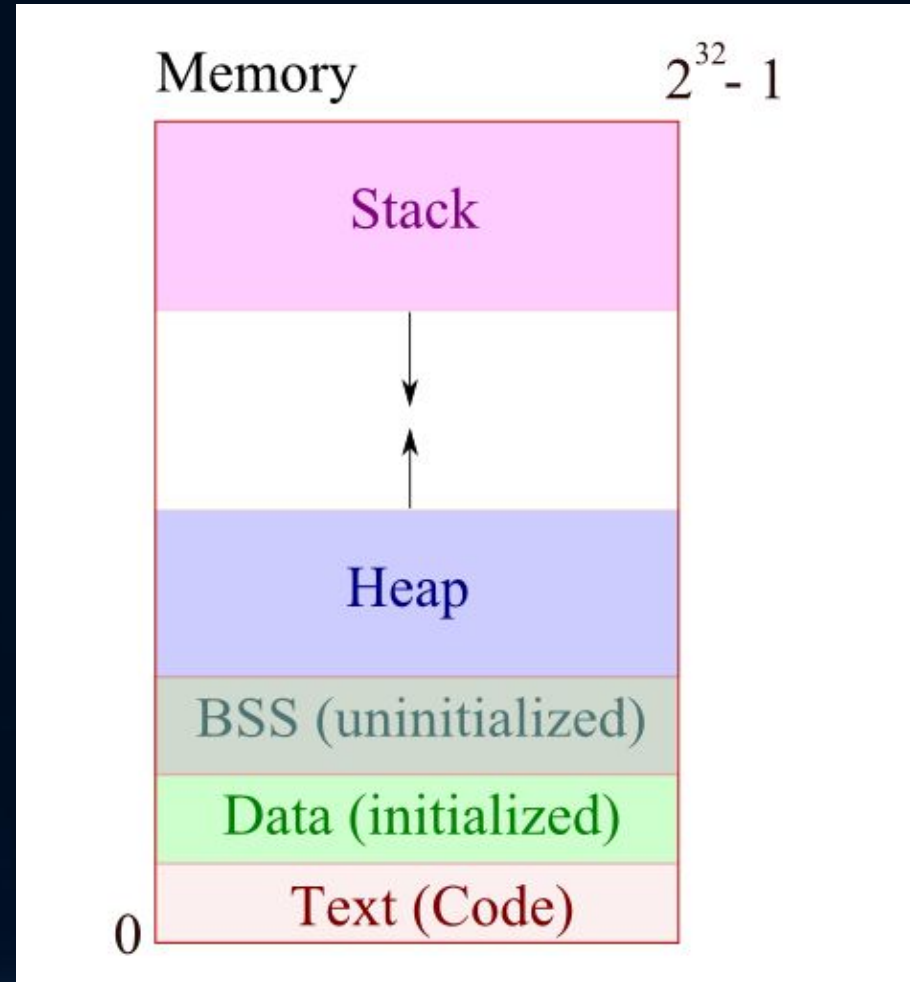 Memory 2^32 - 1
Stack
Heap
BSS (uninitialized)
Data (initialized)
Text (Code)
0